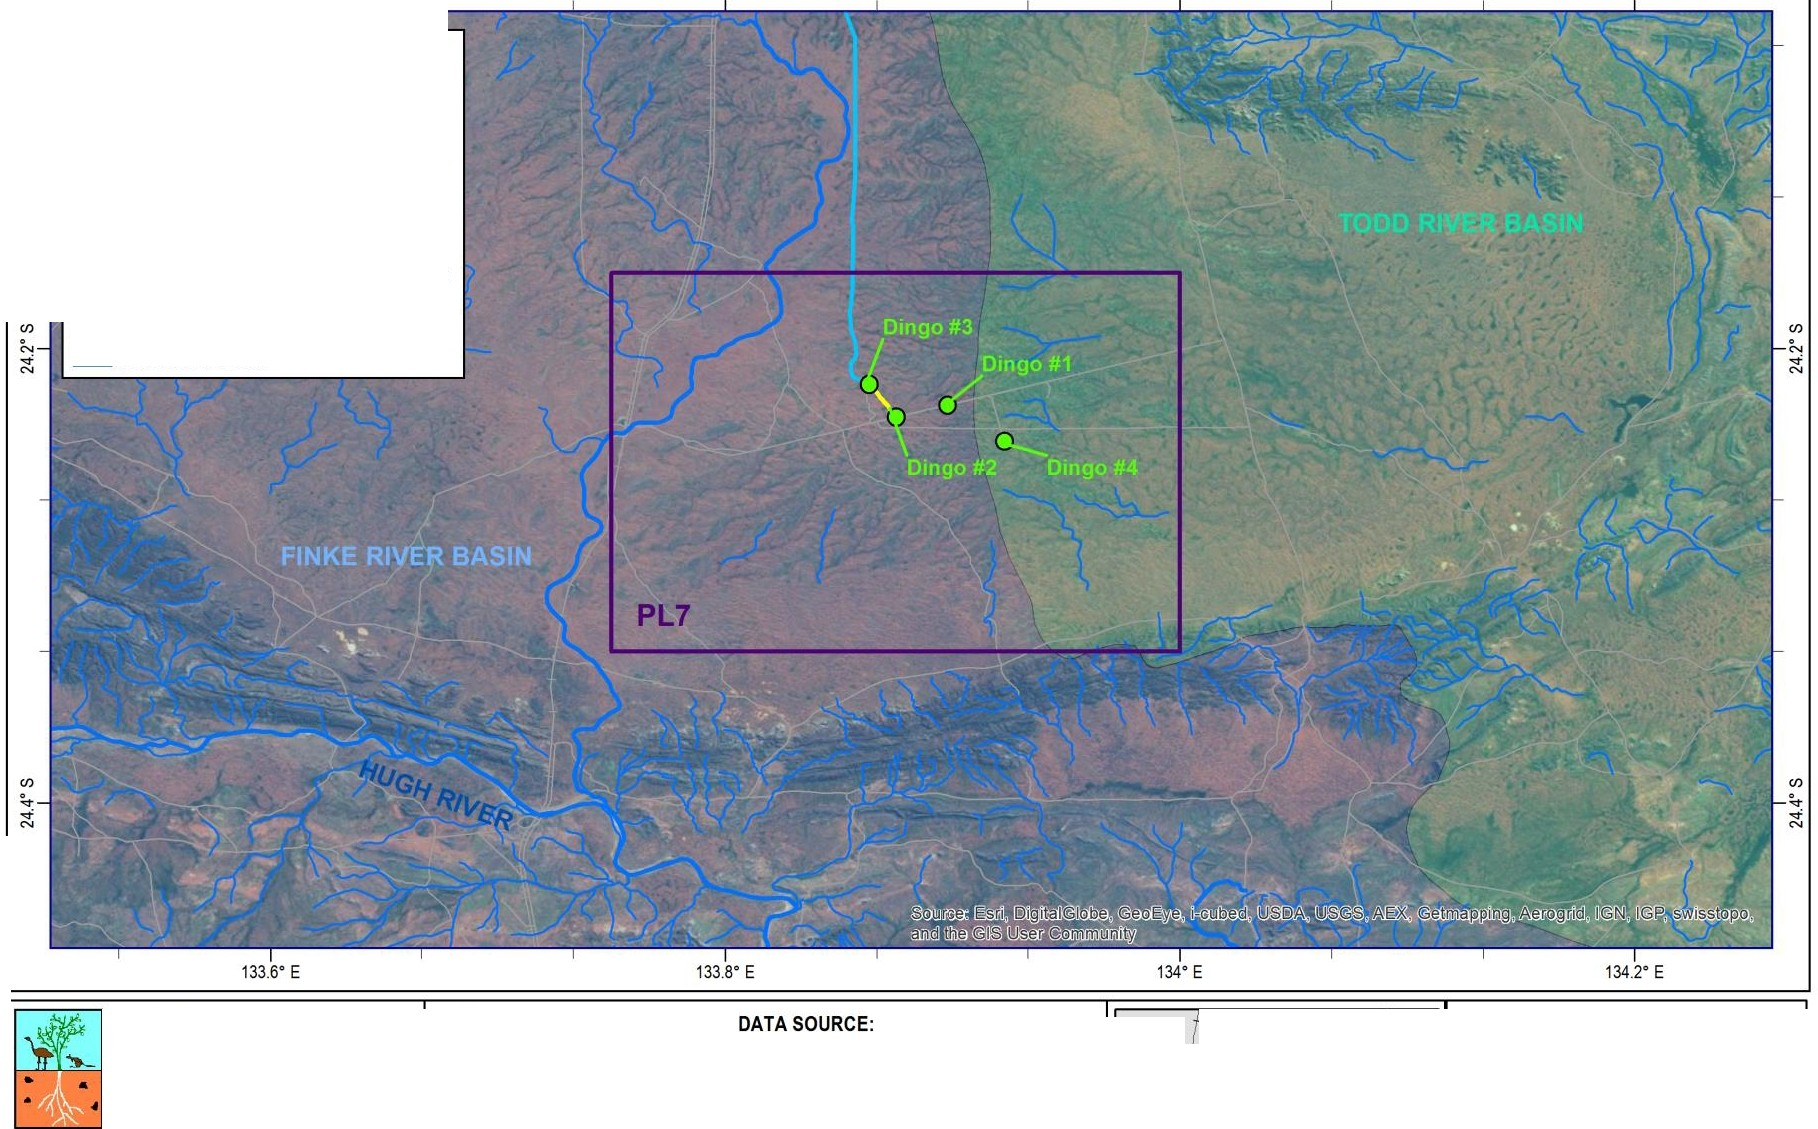 TODD RIVER BASIN
Dingo #3
24.2° S
24.2° S
Dingo #1
Dingo #2
Dingo #4
FINKE RIVER BASIN
PL7
HUGH RIVER
24.4° S
24.4° S
Source: Esri, DigitalGlobe, GeoEye, i-cubed, USDA, USGS, AEX, Getmapping, Aerogrid, IGN, IGP, swisstopo,
and the GIS User Community
133.6° E
133.8° E
134° E
134.2° E
DATA SOURCE: